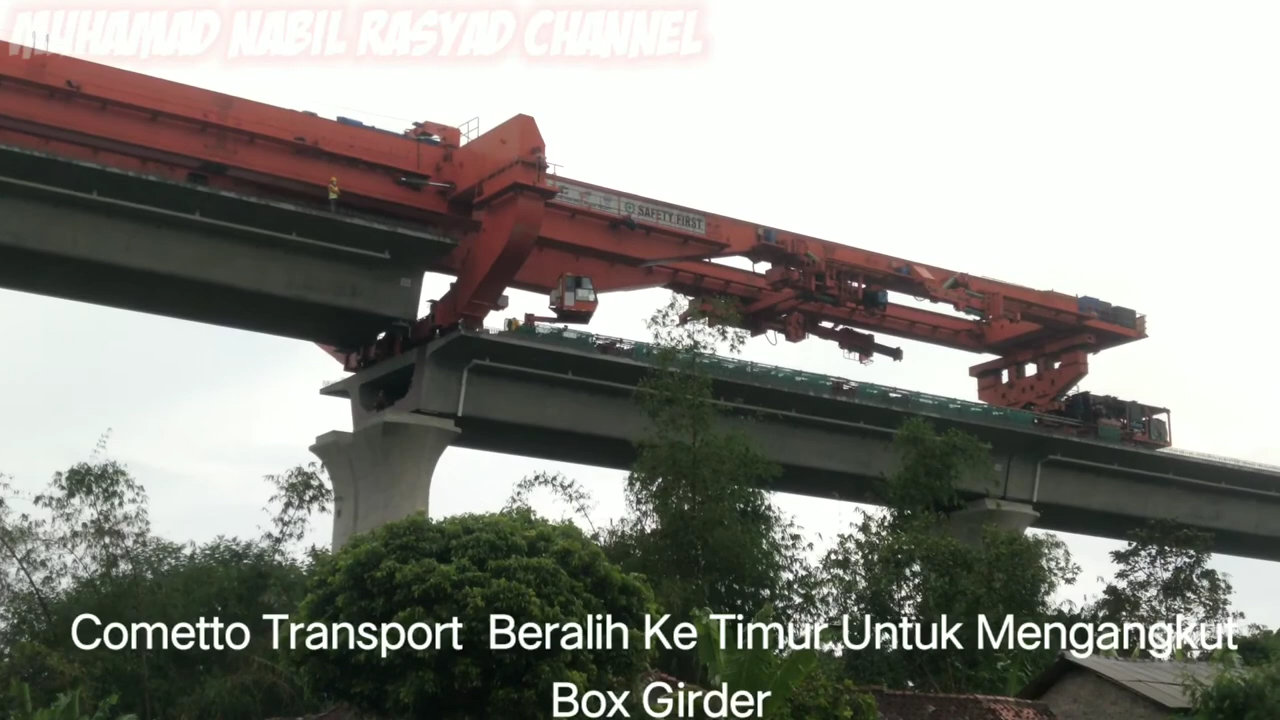 MUHAMAD NABIL RASYAD CHANNEL
SAFETY FIRST
Cometto Transport Beralih Ke Timur Untuk Mengangkut
Box Girder